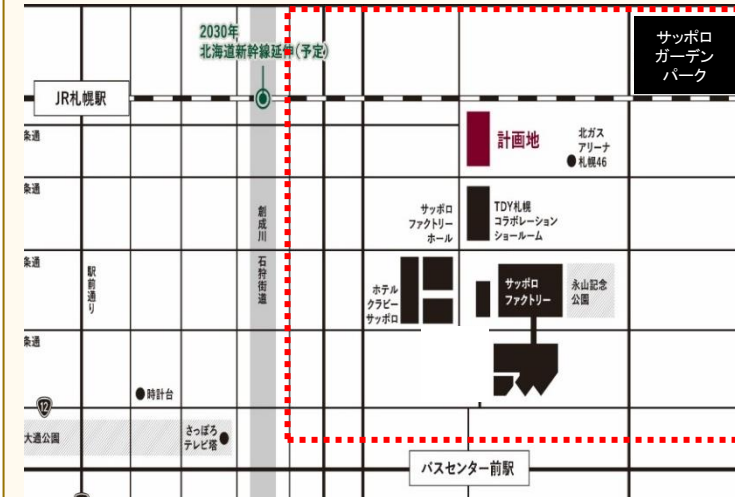 2030年
北海道新幹線延伸(予定)
サッポロ
ガーデン
パーク
JR札幌駅
計画地
北ガス
アリーナ
札幌46
条通
条通
条通
条通
創成川
石狩街道
駅前通り
サッポロ
ファクトリー
ホール
TDY札幌
コラボレーション
ショールーム
ホテル
クラビー
サッポロ
サッポロ
ファクトリー
永山記念
公園
時計台
12
大通公園
さっぽろ
テレビ塔
バスセンター前駅